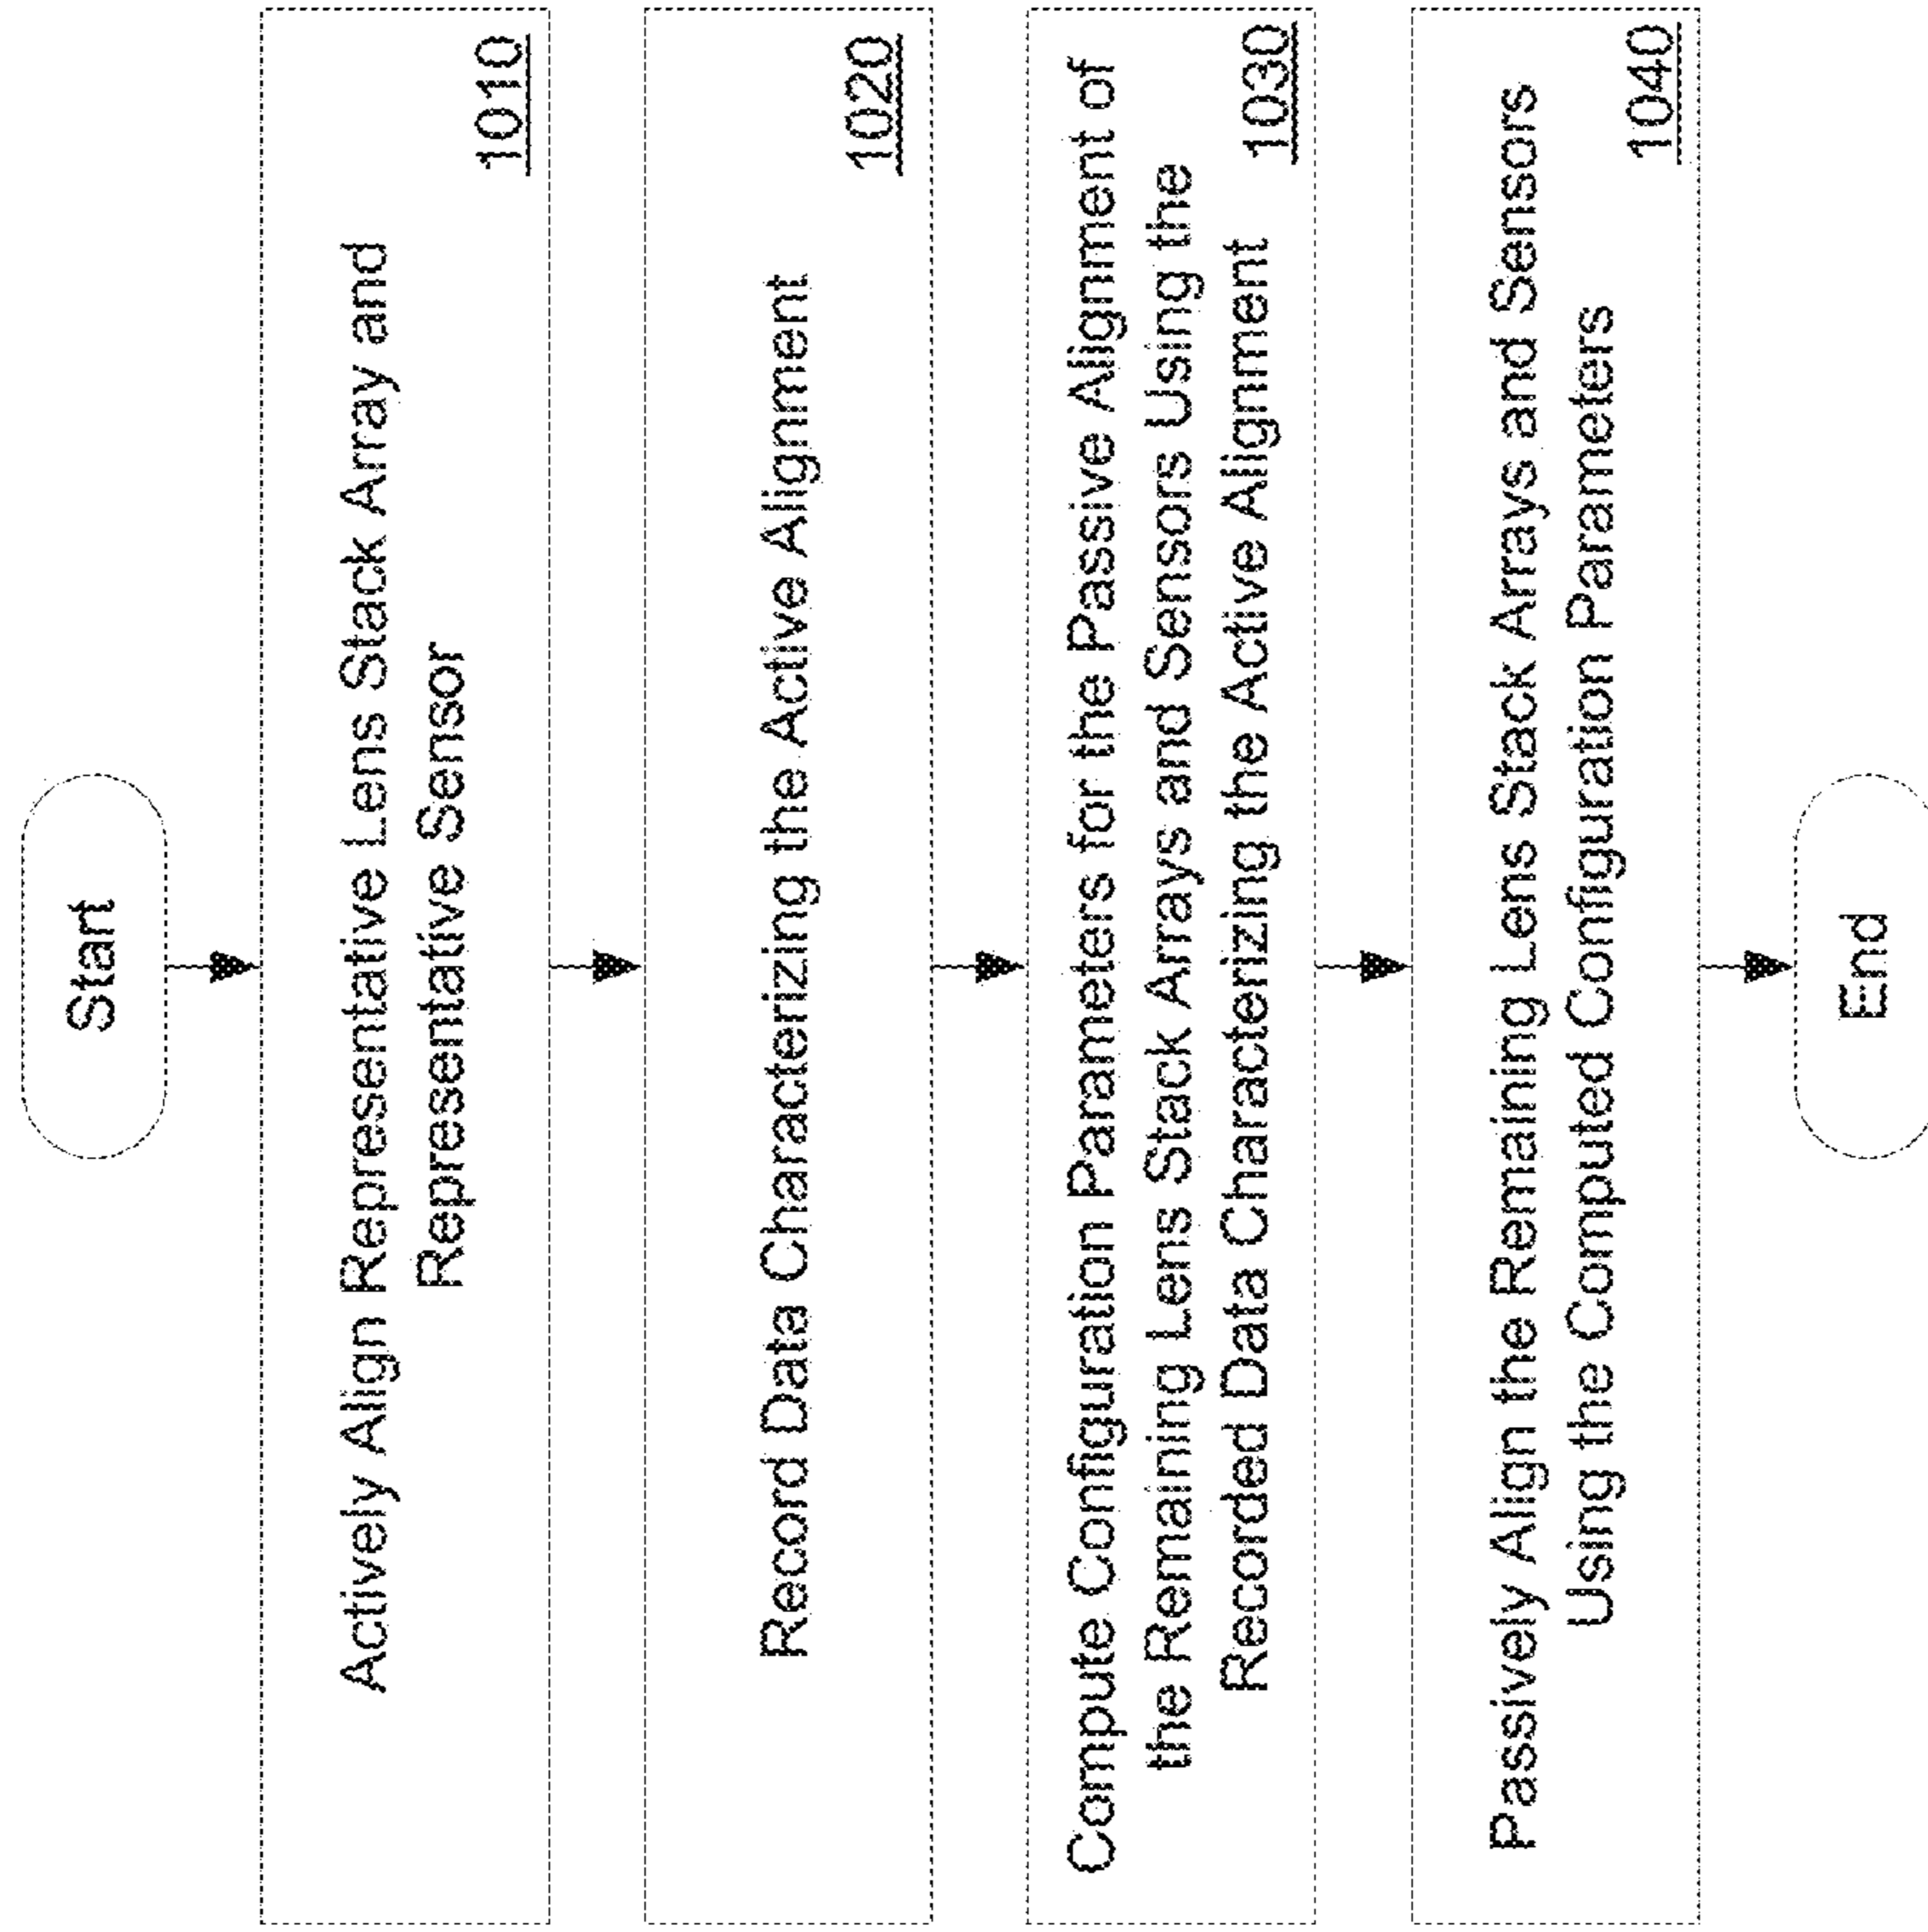 Start
Actively Align Representative Lens Stack Array and
Representative Sensor
1010
Record Data Characterizing the Active Alignment
1020
Compute Configuration Parameters for the Passive Alignment of
the Remaining Lens Stack Arrays and Sensors Using the
Recorded Data Characterizing the Active Alignment
1030
Passively Align the Remaining Lens Stack Arrays and Sensors
Using the Computed Configuration Parameters
1040
End